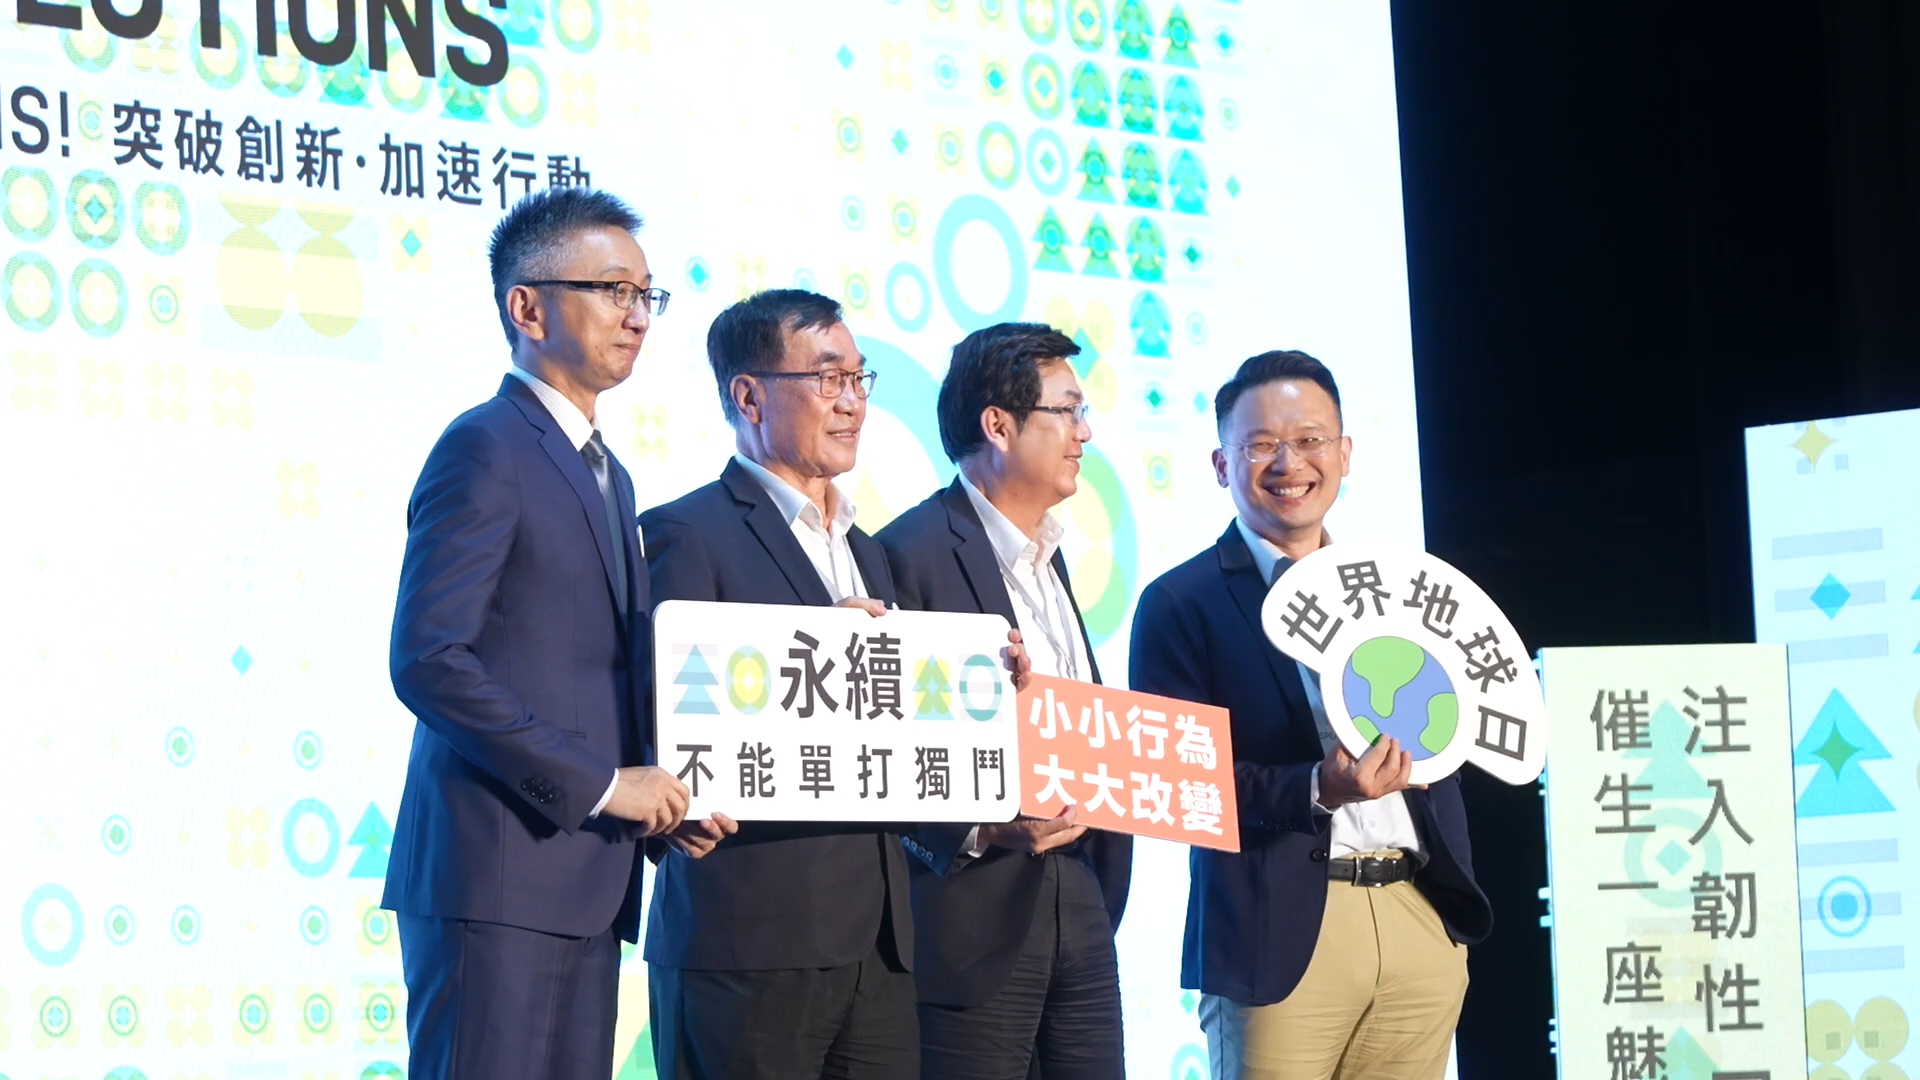 LUTIONS
NS! 突破創新·加速行動
永續
不能單打獨鬥
小小行為
大大改變
世界地球日
注入韌性
催生一座魅